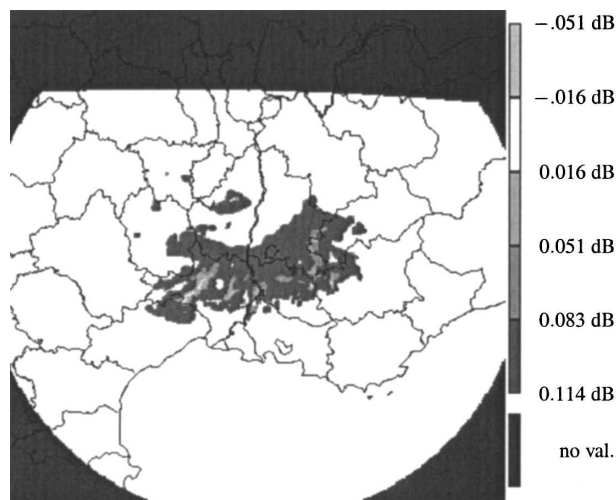 −.051 dB
−.016 dB
0.016 dB
0.051 dB
0.083 dB
0.114 dB
no val.